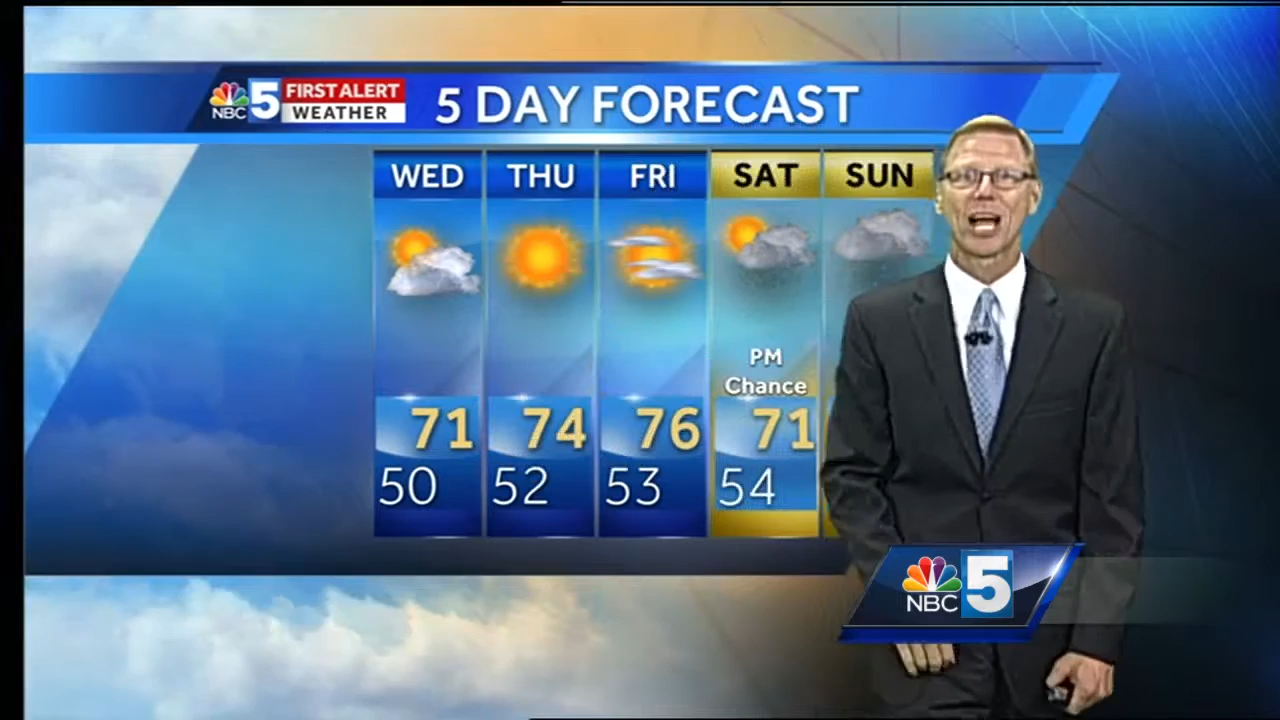 NBC 5 FIRST ALERT
WEATHER
5 DAY FORECAST
WED THU FRI SAT SUN
PM
Chance
71 74 76 71
50 52 53 54
NBC 5